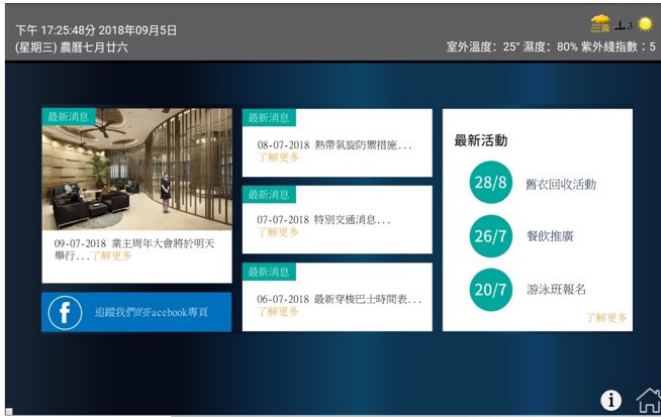 下午 17:25:48分 2018年09月5日
(星期三) 農曆七月廿六
⊥3
室外溫度：25° 濕度：80% 紫外綫指數：5
最新消息
09-07-2018 業主周年大會將於明天
舉行...了解更多
追蹤我們的Facebook專頁
最新消息
08-07-2018 熱帶氣旋防禦措施...
了解更多
最新消息
07-07-2018 特別交通消息...
了解更多
最新消息
06-07-2018 最新穿梭巴士時間表...
了解更多
最新活動
28/8 舊衣回收活動
26/7 餐飲推廣
20/7 游泳班報名
了解更多